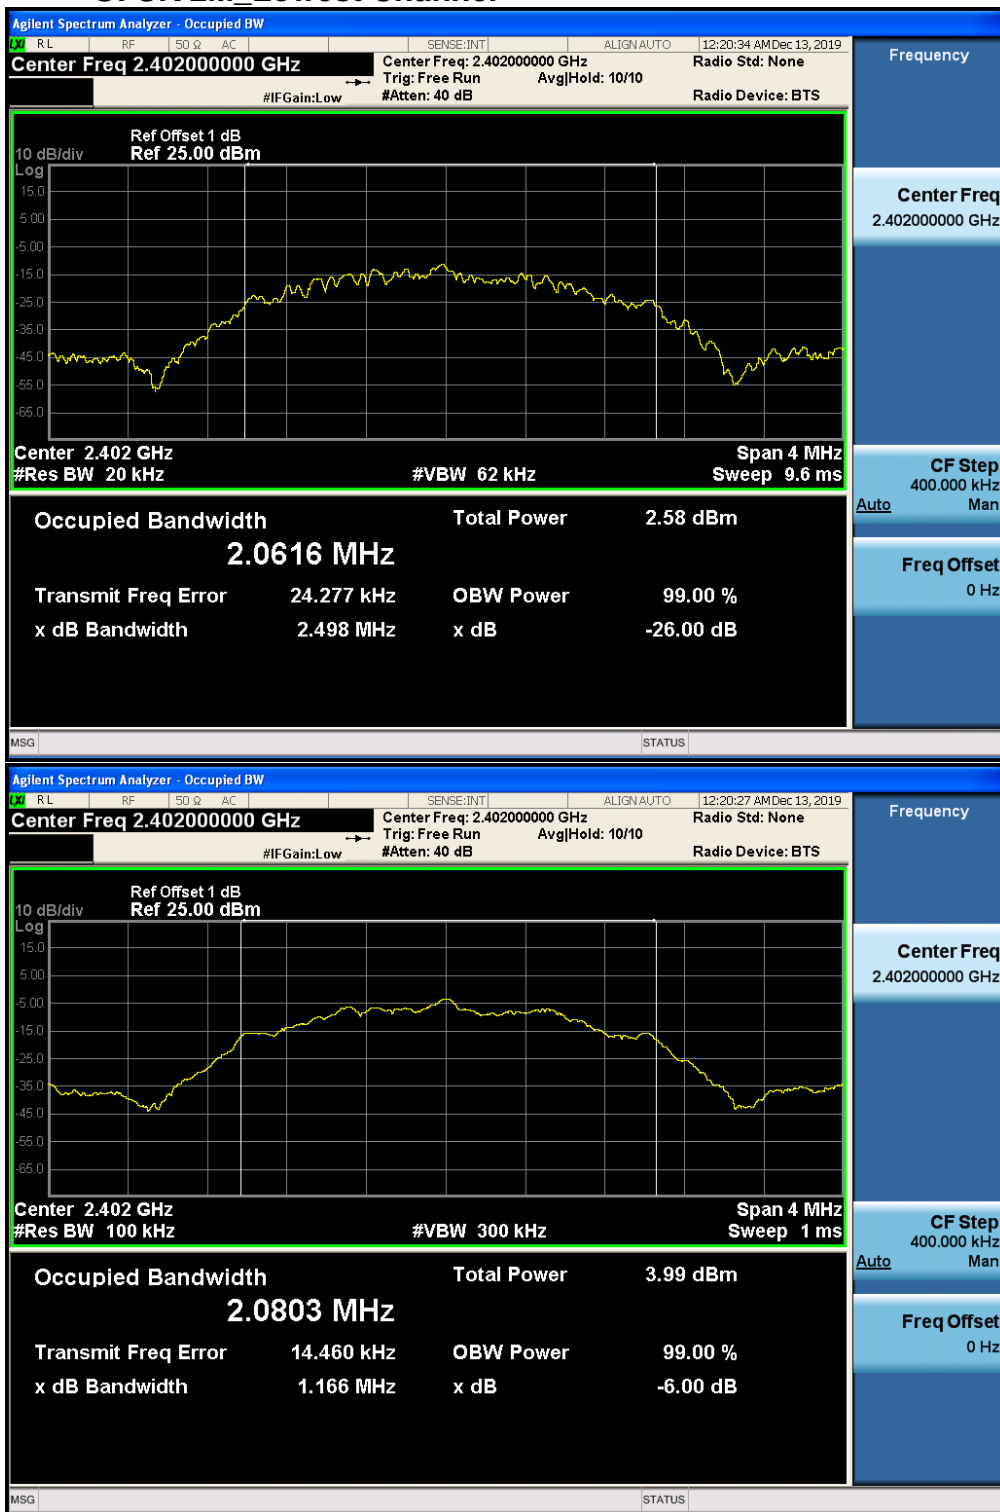 Agilent Spectrum Analyzer - Occupied BW
LXI RL RF 50 Ω AC SENSE:INT ALIGNAUTO 12:20:34 AM Dec 13, 2019
Center Freq 2.402000000 GHz Center Freq: 2.402000000 GHz Radio Std: None Frequency
Trig: Free Run Avg|Hold: 10/10
#IFGain:Low #Atten: 40 dB Radio Device: BTS
Ref Offset 1 dB
10 dB/div Ref 25.00 dBm
Log
15.0
5.00
-5.00
-15.0
-25.0
-35.0
-45.0
-55.0
-65.0
Center Freq
2.402000000 GHz
Center 2.402 GHz Span 4 MHz
#Res BW 20 kHz #VBW 62 kHz Sweep 9.6 ms
CF Step
400.000 kHz
Auto Man
Occupied Bandwidth Total Power 2.58 dBm
2.0616 MHz
Transmit Freq Error 24.277 kHz OBW Power 99.00 %
x dB Bandwidth 2.498 MHz x dB -26.00 dB
Freq Offset
0 Hz
MSG STATUS
Agilent Spectrum Analyzer - Occupied BW
LXI RL RF 50 Ω AC SENSE:INT ALIGNAUTO 12:20:27 AM Dec 13, 2019
Center Freq 2.402000000 GHz Center Freq: 2.402000000 GHz Radio Std: None Frequency
Trig: Free Run Avg|Hold: 10/10
#IFGain:Low #Atten: 40 dB Radio Device: BTS
Ref Offset 1 dB
10 dB/div Ref 25.00 dBm
Log
15.0
5.00
-5.00
-15.0
-25.0
-35.0
-45.0
-55.0
-65.0
Center Freq
2.402000000 GHz
Center 2.402 GHz Span 4 MHz
#Res BW 100 kHz #VBW 300 kHz Sweep 1 ms
CF Step
400.000 kHz
Auto Man
Occupied Bandwidth Total Power 3.99 dBm
2.0803 MHz
Transmit Freq Error 14.460 kHz OBW Power 99.00 %
x dB Bandwidth 1.166 MHz x dB -6.00 dB
Freq Offset
0 Hz
MSG STATUS